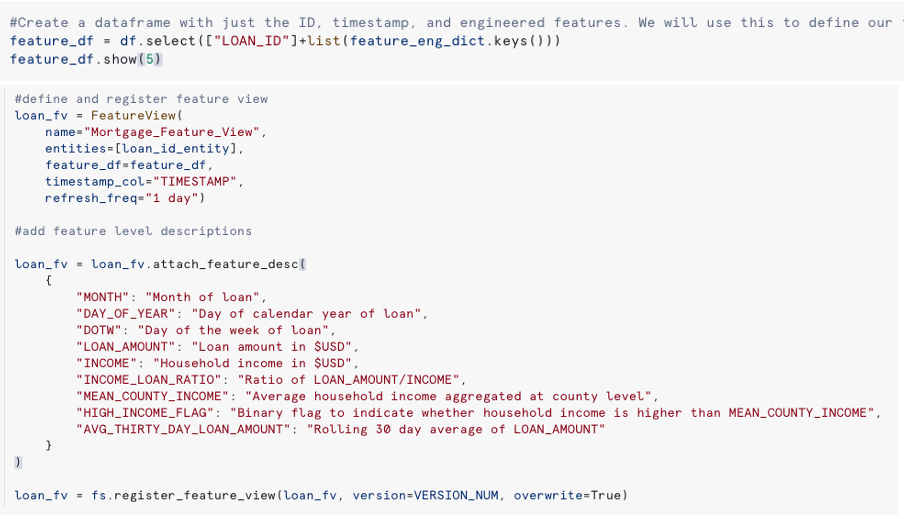 #Create a dataframe with just the ID, timestamp, and engineered features. We will use this to define our
feature_df = df.select(["LOAN_ID"]+list(feature_eng_dict.keys()))
feature_df.show(5)
#define and register feature view
loan_fv = FeatureView(
    name="Mortgage_Feature_View",
    entities=[loan_id_entity],
    feature_df=feature_df,
    timestamp_col="TIMESTAMP",
    refresh_freq="1 day")
#add feature level descriptions
loan_fv = loan_fv.attach_feature_desc(
    {
        "MONTH": "Month of loan",
        "DAY_OF_YEAR": "Day of calendar year of loan",
        "DOTW": "Day of the week of loan",
        "LOAN_AMOUNT": "Loan amount in $USD",
        "INCOME": "Household income in $USD",
        "INCOME_LOAN_RATIO": "Ratio of LOAN_AMOUNT/INCOME",
        "MEAN_COUNTY_INCOME": "Average household income aggregated at county level",
        "HIGH_INCOME_FLAG": "Binary flag to indicate whether household income is higher than MEAN_COUNTY_INCOME",
        "AVG_THIRTY_DAY_LOAN_AMOUNT": "Rolling 30 day average of LOAN_AMOUNT"
    }
)
loan_fv = fs.register_feature_view(loan_fv, version=VERSION_NUM, overwrite=True)